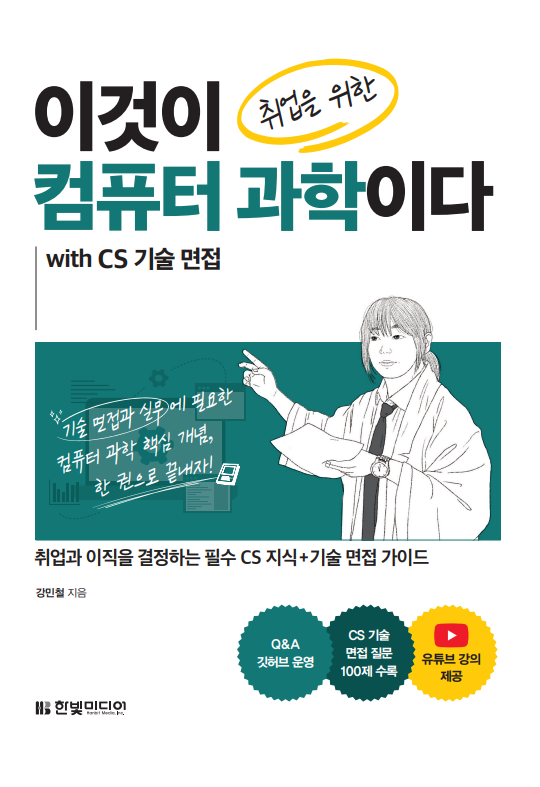 취업을 위한
이것이
컴퓨터 과학이다
with CS 기술 면접
기술 면접과 실무에 필요한
컴퓨터 과학 핵심 개념,
한 권으로 끝내자!
취업과 이직을 결정하는 필수 CS 지식+기술 면접 가이드
강민철 지음
Q&A
깃허브 운영
CS 기술
면접 질문
100제 수록
유튜브 강의
제공
한빛미디어
Hanbit Media, Inc.